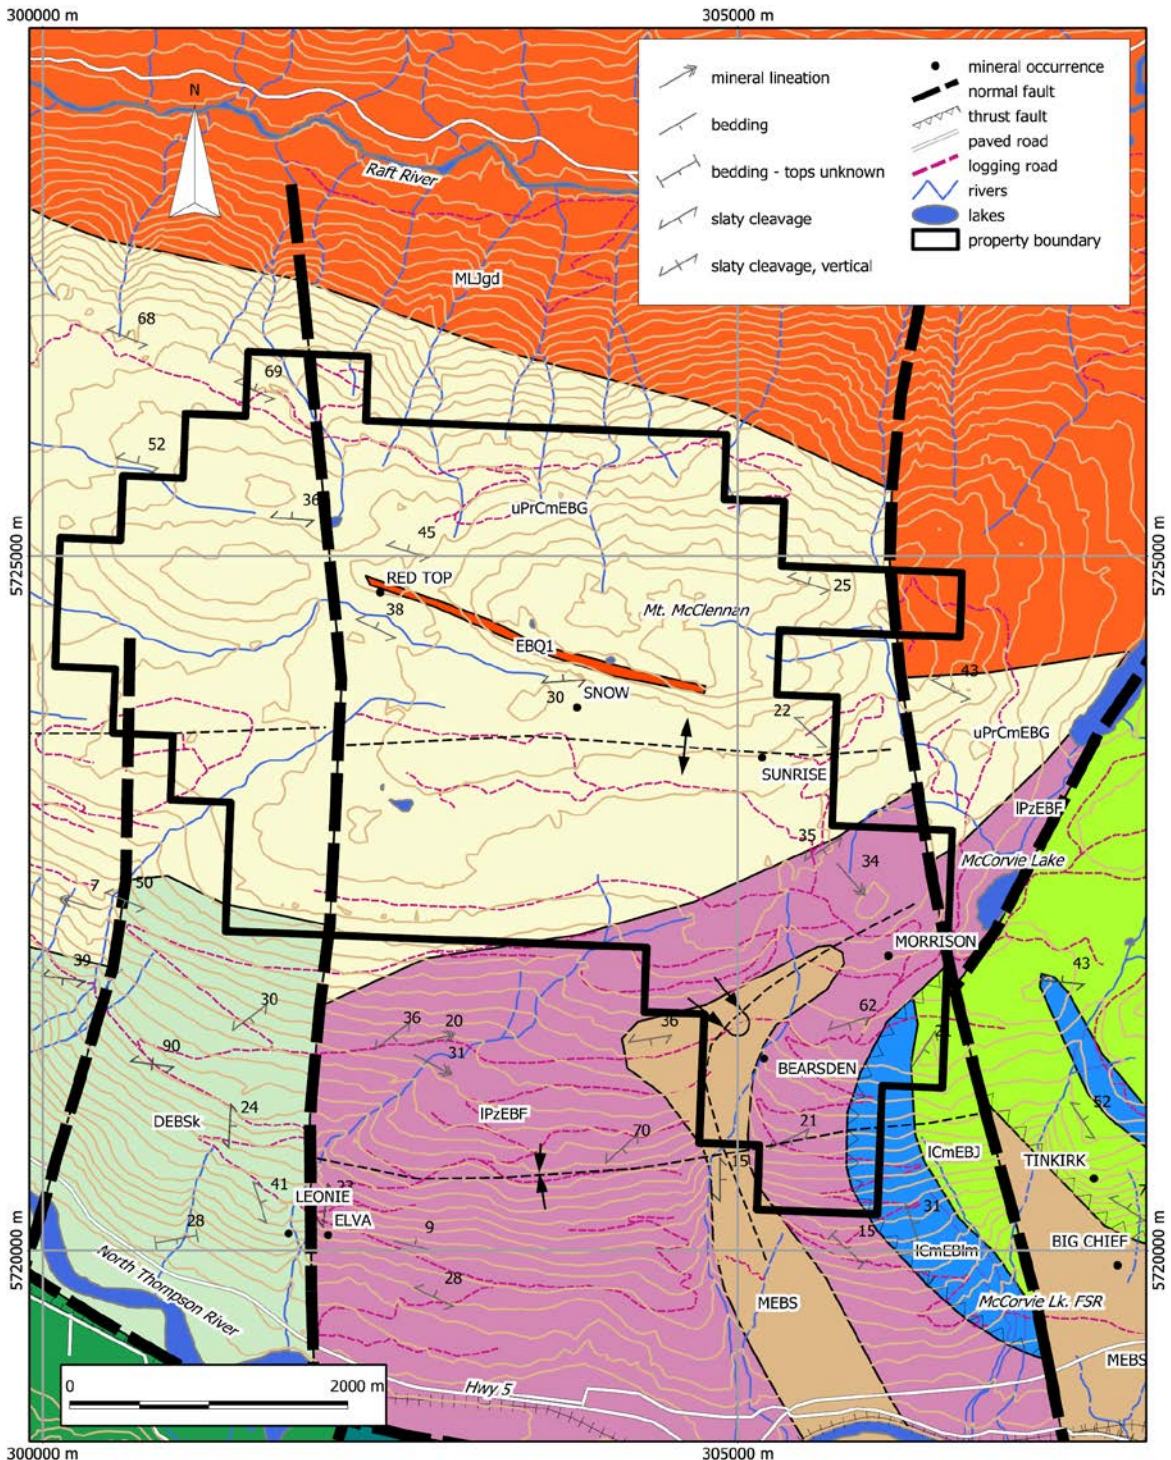 300000 m
305000 m
mineral lineation
bedding
bedding - tops unknown
slaty cleavage
slaty cleavage, vertical
mineral occurrence
normal fault
thrust fault
paved road
logging road
rivers
lakes
property boundary
N
Raft River
MLJgd
68
69
52
36
uPrCmEBG
45
5725000 m
5725000 m
RED TOP
25
38
Mt. McClennan
EBQ1
43
30
SNOW
22
uPrCmEBG
SUNRISE
lPzEBF
35
34
McCorvie Lake
7
50
MORRISON
39
43
30
36
20
36
62
31
90
BEARSDEN
24
lPzEBF
52
DEBSk
70
21
lCmEBJ
15
TINKIRK
41
LEONIE
7
ELVA
31
28
9
15
lCmEBlm
BIG CHIEF
5720000 m
5720000 m
North Thompson River
28
MEBS
McCorvie Lk. FSR
MEBS
0
2000 m
Hwy 5
300000 m
305000 m